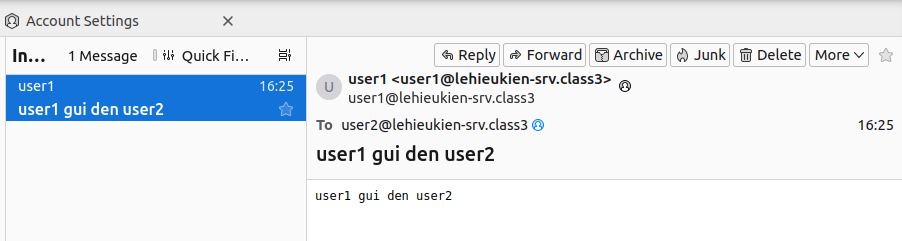 Account Settings
In... 1 Message Quick Fi...
user1 16:25
user1 gui den user2
Reply Forward Archive Junk Delete More
U
user1 <user1@lehieukien-srv.class3>
user1@lehieukien-srv.class3
To user2@lehieukien-srv.class3 16:25
user1 gui den user2
user1 gui den user2